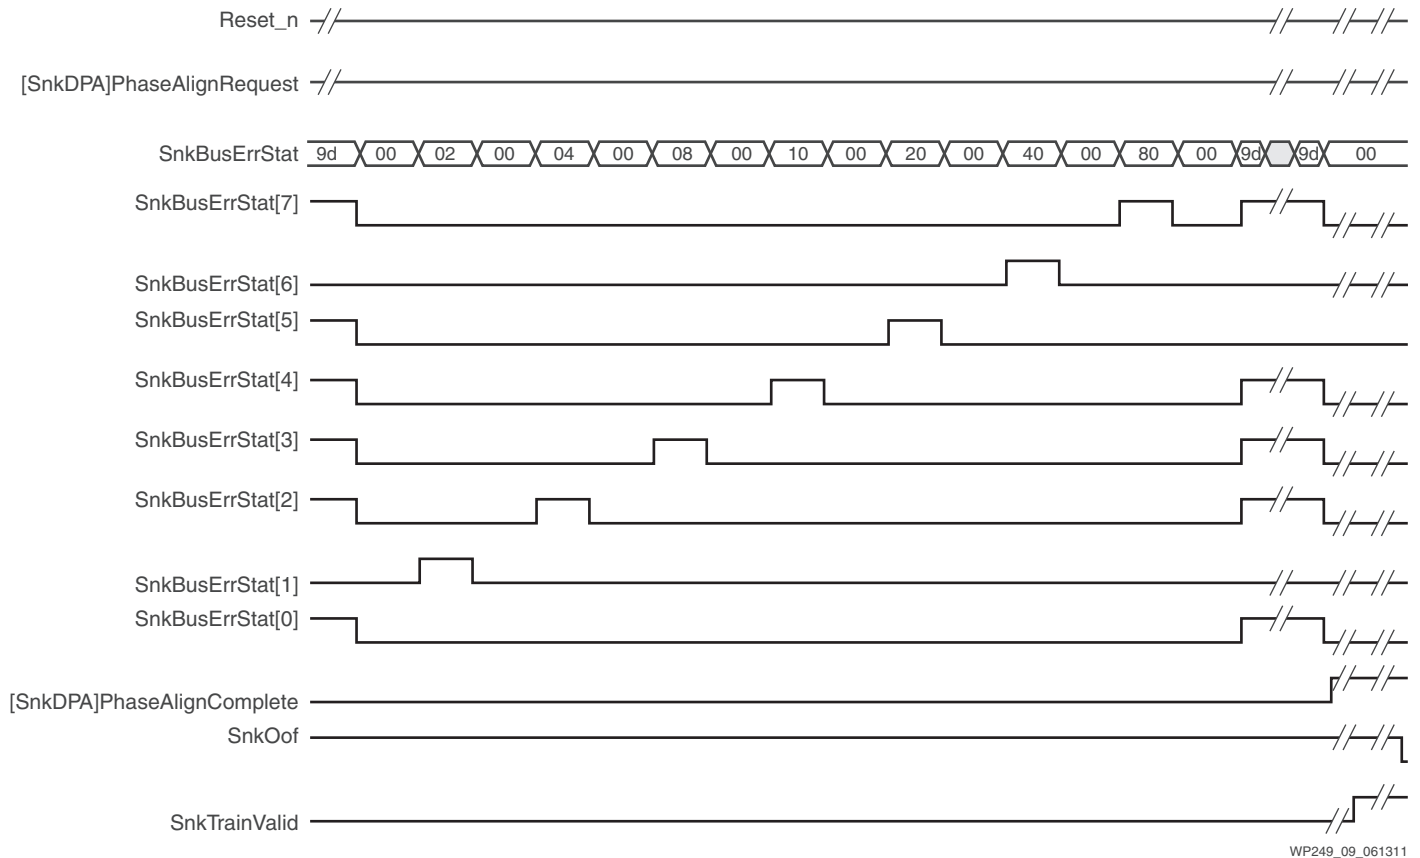 Reset_n
[SnkDPA]PhaseAlignRequest
SnkBusErrStat 9d 00 02 00 04 00 08 00 10 00 20 00 40 00 80 00 9d 9d 00
SnkBusErrStat[7]
SnkBusErrStat[6]
SnkBusErrStat[5]
SnkBusErrStat[4]
SnkBusErrStat[3]
SnkBusErrStat[2]
SnkBusErrStat[1]
SnkBusErrStat[0]
[SnkDPA]PhaseAlignComplete
SnkOof
SnkTrainValid
WP249_09_061311